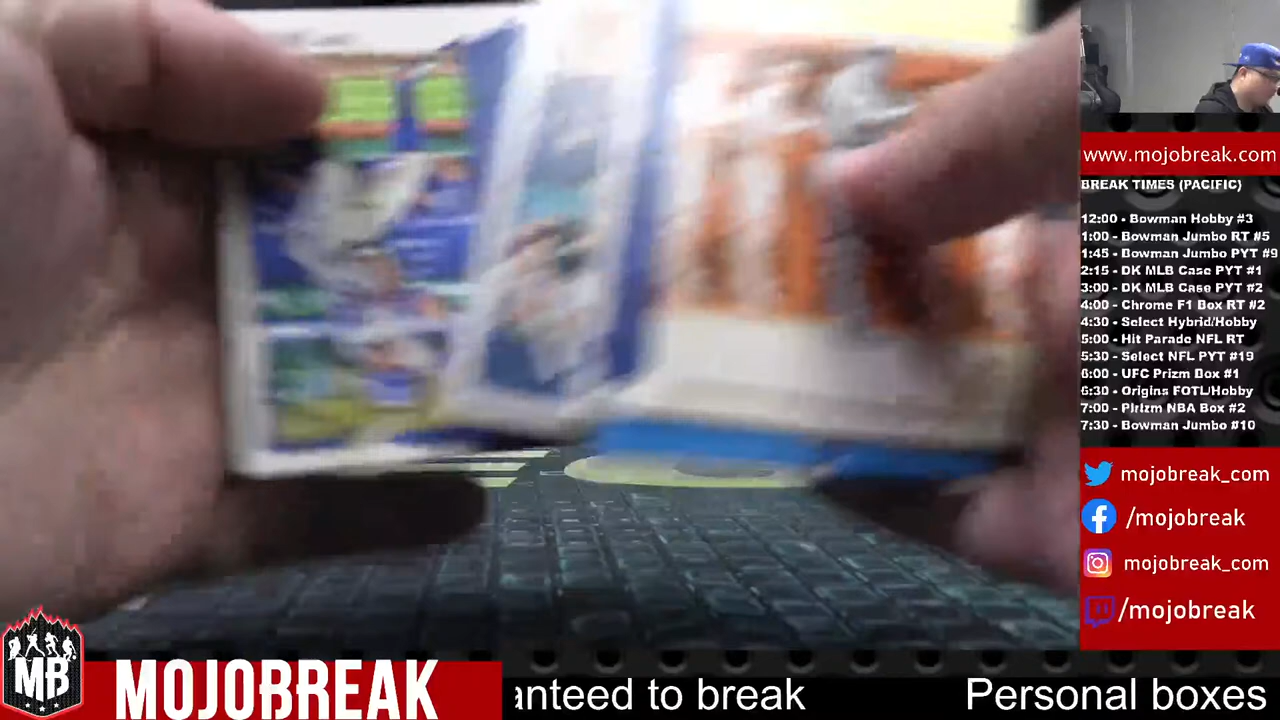 www.mojobreak.com
BREAK TIMES (PACIFIC)
12:00 • Bowman Hobby #3
1:00 - Bowman Jumbo RT #5
1:45 - Bowman Jumbo PYT #9
2:15 - DK MLB Case PYT #1
3:00 - DK MLB Case PYT #2
4:00 - Chrome F1 Box RT #2
4:30 - Select Hybrid/Hobby
5:00 - Hit Parade NFL RT
5:30 - Select NFL PYT #19
6:00 - UFC Prizm Box #1
6:30 - Origins FOTL/Hobby
7:00 - Pirizm NBA Box #2
7:30 - Bowman Jumbo #10
mojobreak_com
/mojobreak
mojobreak_com
/mojobreak
MB
MOJOBREAK
anteed to break
Personal boxes